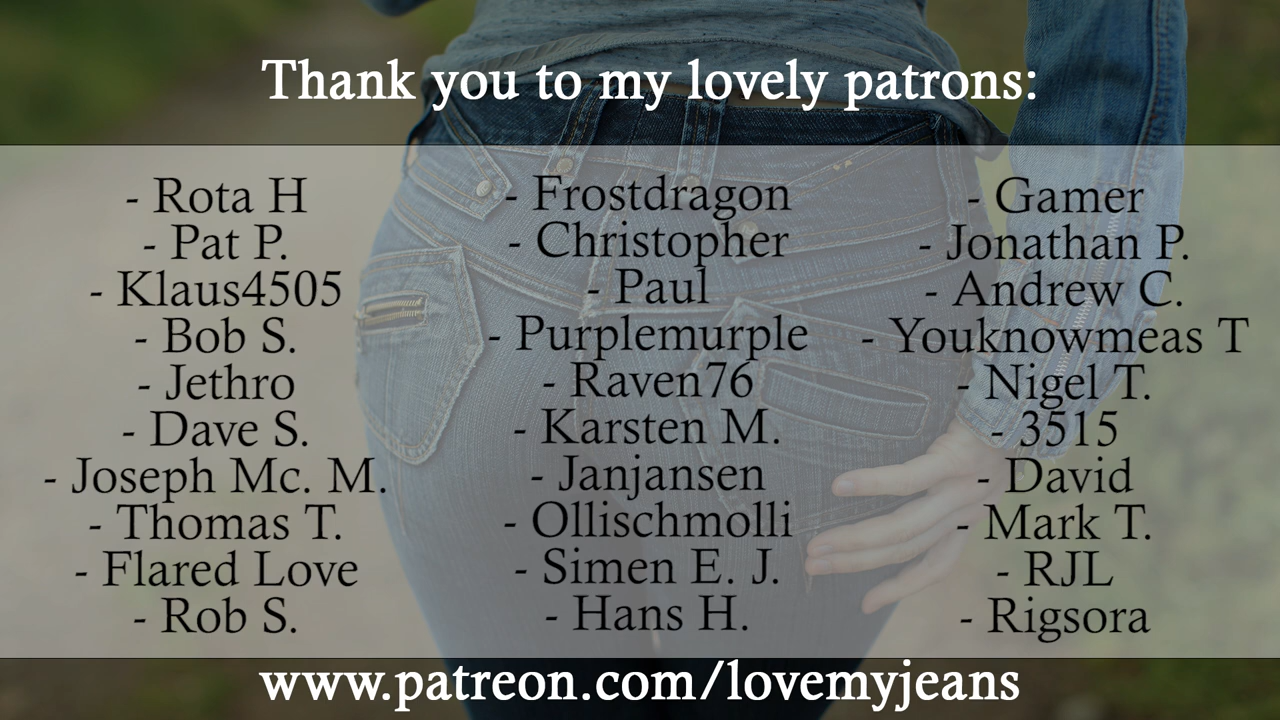 Thank you to my lovely patrons:
- Rota H
- Pat P.
- Klaus4505
- Bob S.
- Jethro
- Dave S.
- Joseph Mc. M.
- Thomas T.
- Flared Love
- Rob S.
- Frostdragon
- Christopher
- Paul
- Purplemurple
- Raven76
- Karsten M.
- Janjansen
- Ollischmolli
- Simen E. J.
- Hans H.
- Gamer
- Jonathan P.
- Andrew C.
- Youknowmeas T
- Nigel T.
- 3515
- David
- Mark T.
- RJL
- Rigsora
www.patreon.com/lovemyjeans